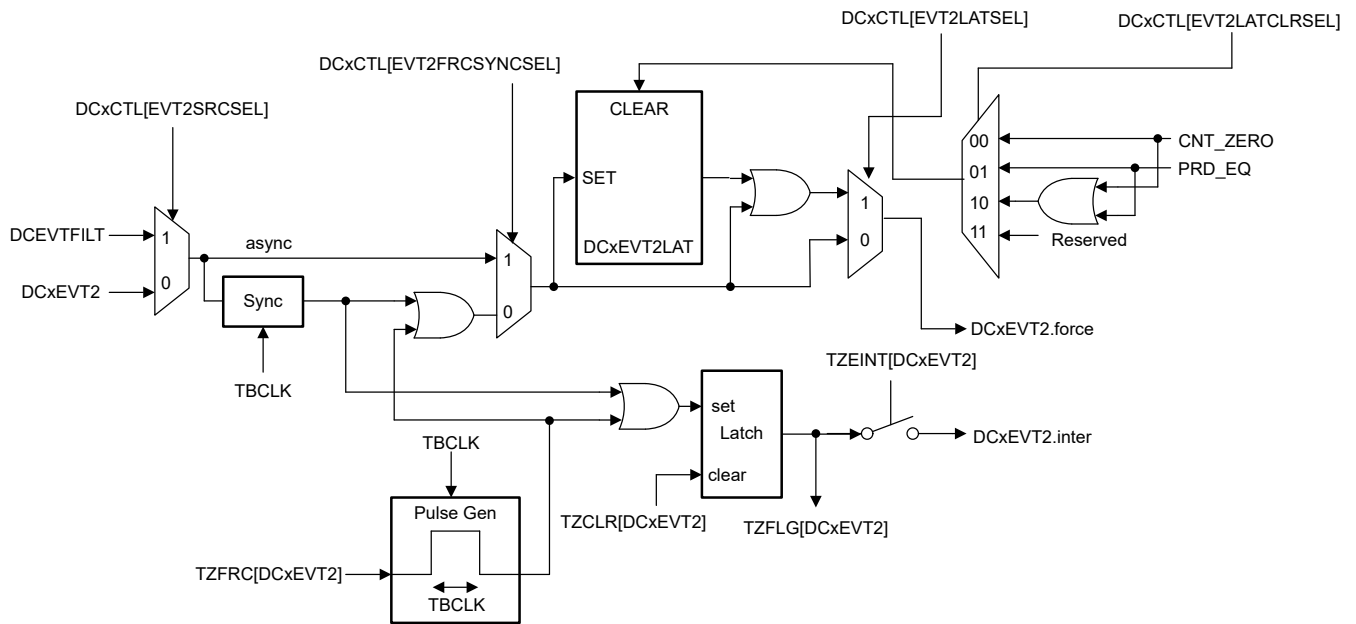 DCxCTL[EVT2LATSEL]
DCxCTL[EVT2LATCLRSEL]
DCxCTL[EVT2FRCSYNCSEL]
DCxCTL[EVT2SRCSEL]
CLEAR
SET
DCxEVT2LAT
00
01
10
11
CNT_ZERO
PRD_EQ
Reserved
1
0
DCEVTFILT
DCxEVT2
1
0
async
Sync
TBCLK
1
0
DCxEVT2.force
TZEINT[DCxEVT2]
set
Latch
clear
DCxEVT2.inter
TZCLR[DCxEVT2]
TZFLG[DCxEVT2]
TBCLK
Pulse Gen
TZFRC[DCxEVT2]
TBCLK